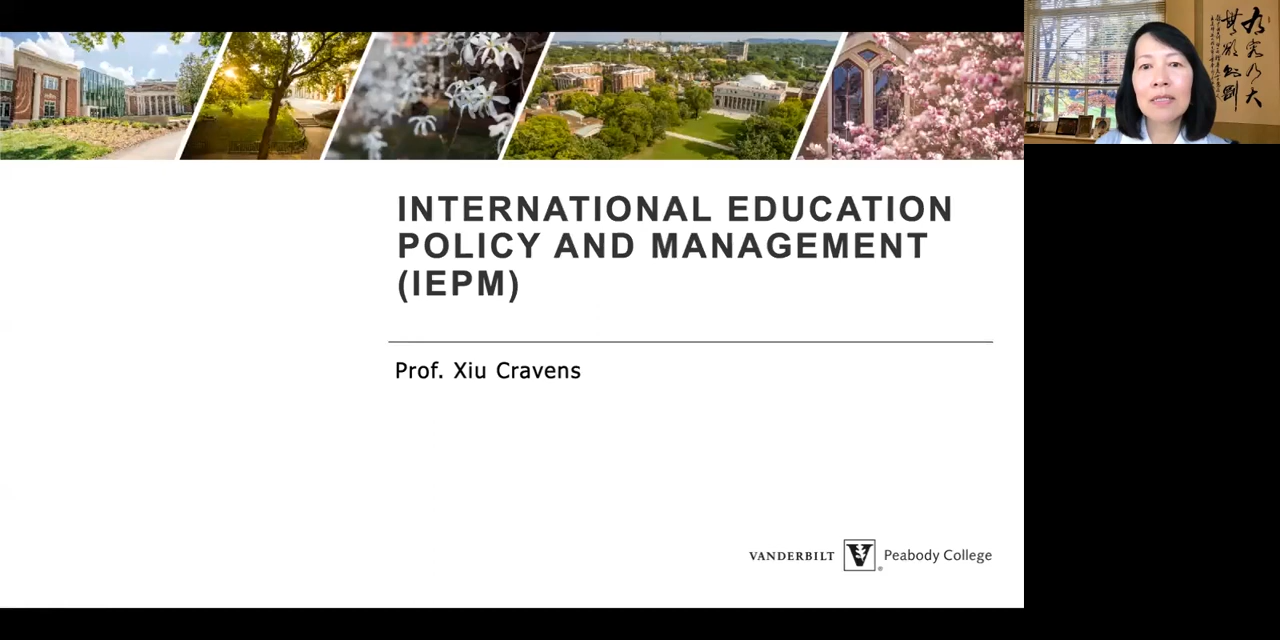 INTERNATIONAL EDUCATION
POLICY AND MANAGEMENT
(IEPM)
Prof. Xiu Cravens
VANDERBILT V® Peabody College